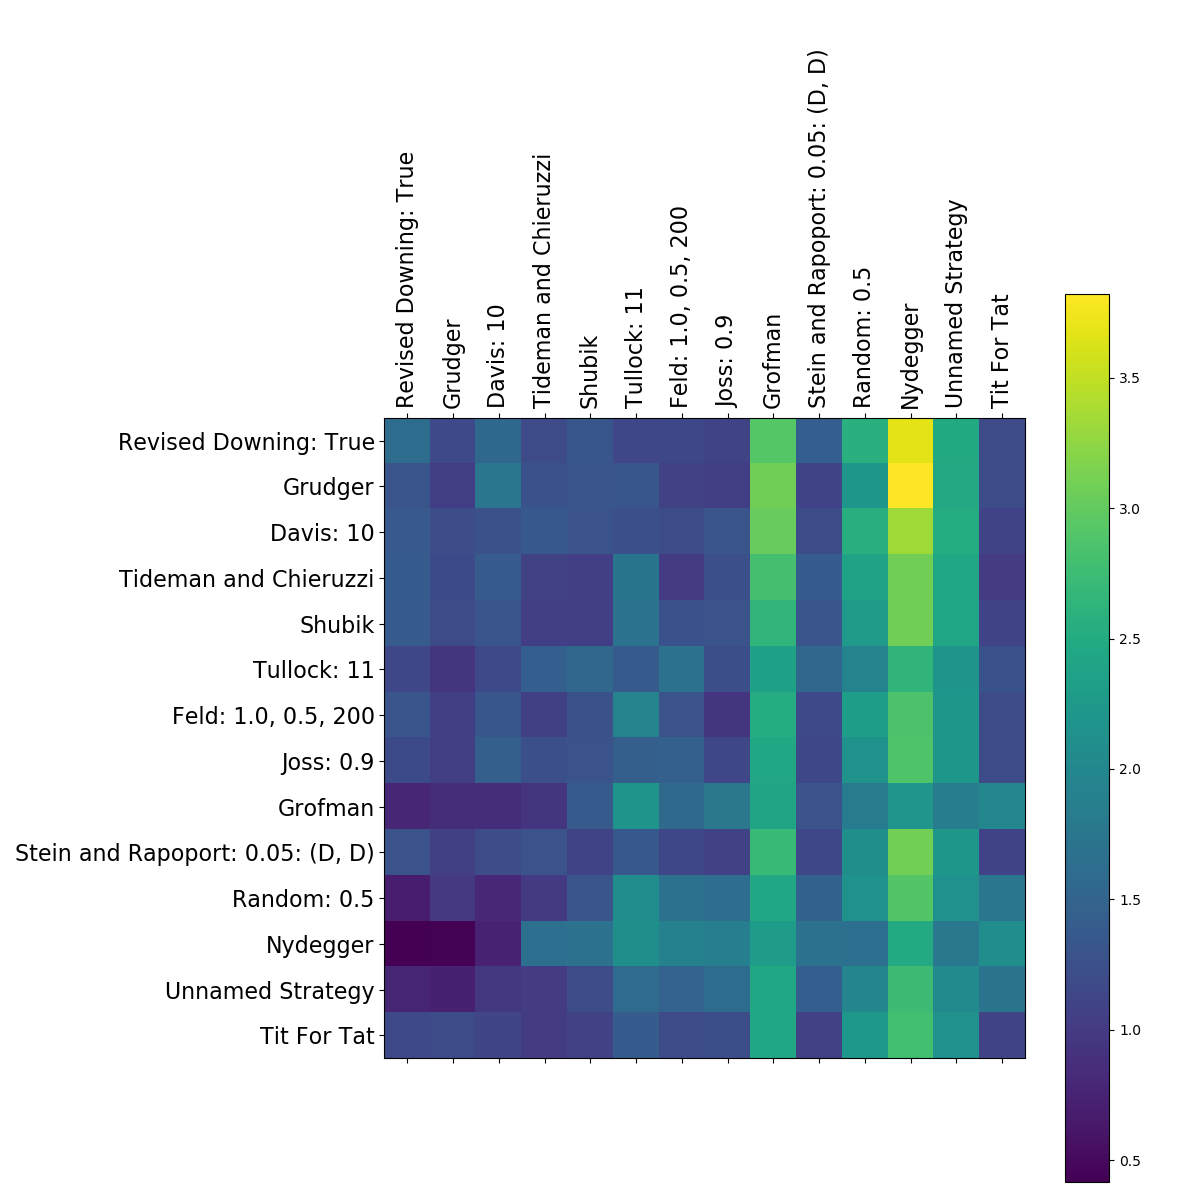 Revised Downing: True
Grudger
Davis: 10
Tideman and Chieruzzi
Shubik
Tullock: 11
Feld: 1.0, 0.5, 200
Joss: 0.9
Grofman
Stein and Rapoport: 0.05: (D, D)
Random: 0.5
Nydegger
Unnamed Strategy
Tit For Tat
Revised Downing: True
Grudger
Davis: 10
Tideman and Chieruzzi
Shubik
Tullock: 11
Feld: 1.0, 0.5, 200
Joss: 0.9
Grofman
Stein and Rapoport: 0.05: (D, D)
Random: 0.5
Nydegger
Unnamed Strategy
Tit For Tat
3.5
3.0
2.5
2.0
1.5
1.0
0.5